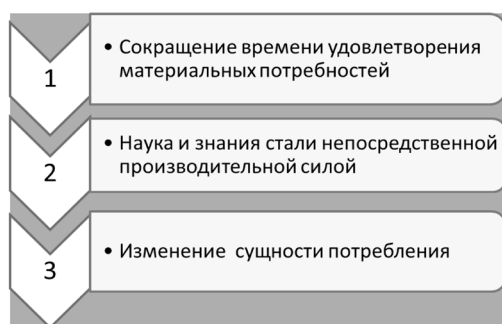 1
• Сокращение времени удовлетворения
материальных потребностей
2
• Наука и знания стали непосредственной
производительной силой
3
• Изменение сущности потребления